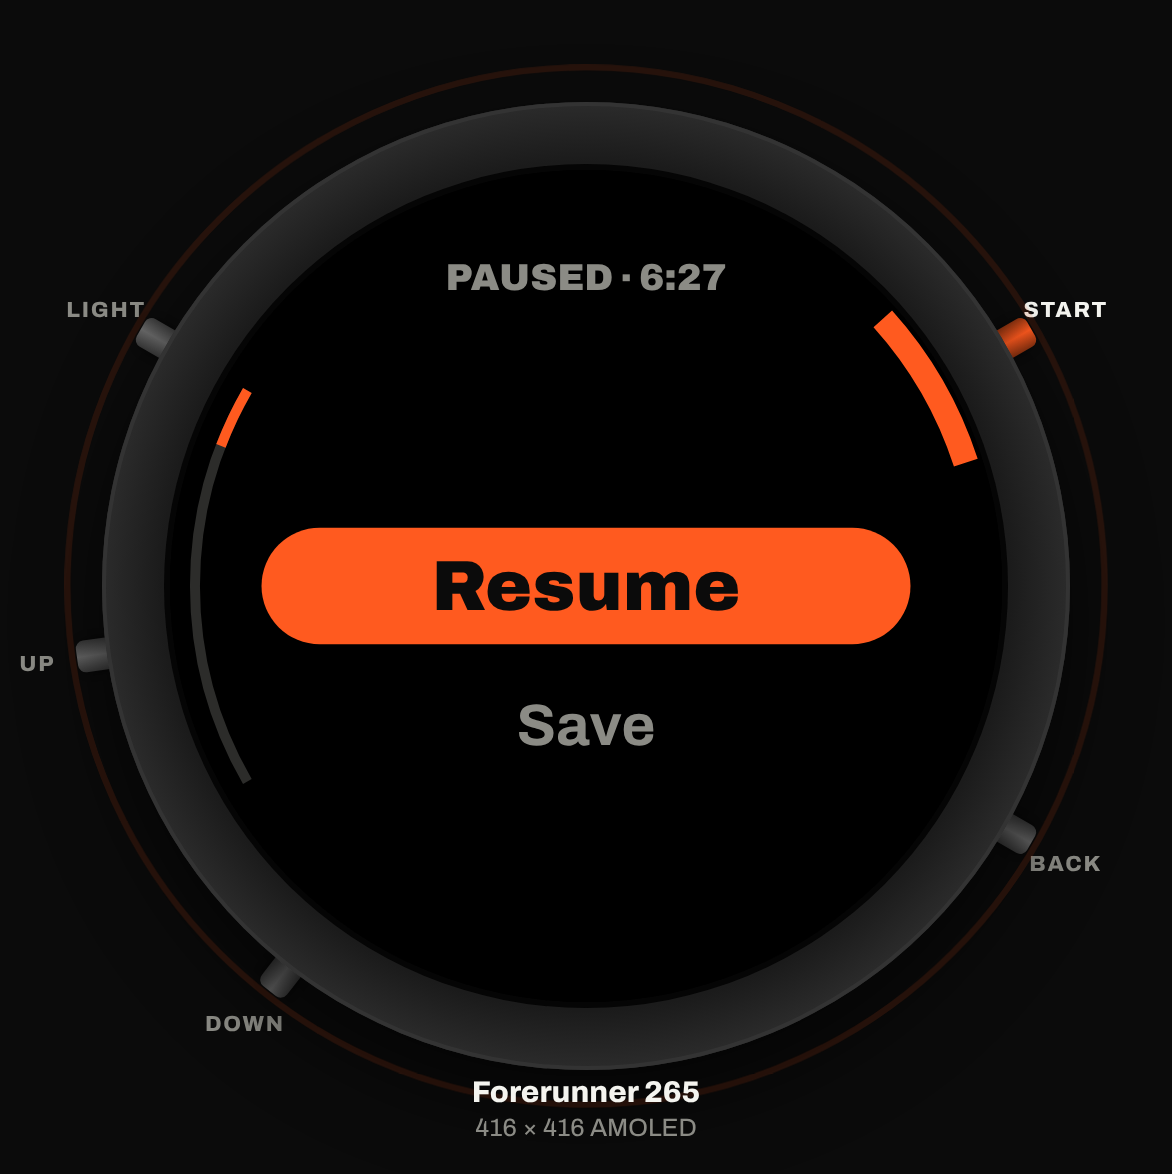 PAUSED · 6:27
LIGHT
START
Resume
UP
Save
BACK
DOWN
Forerunner 265
416 × 416 AMOLED